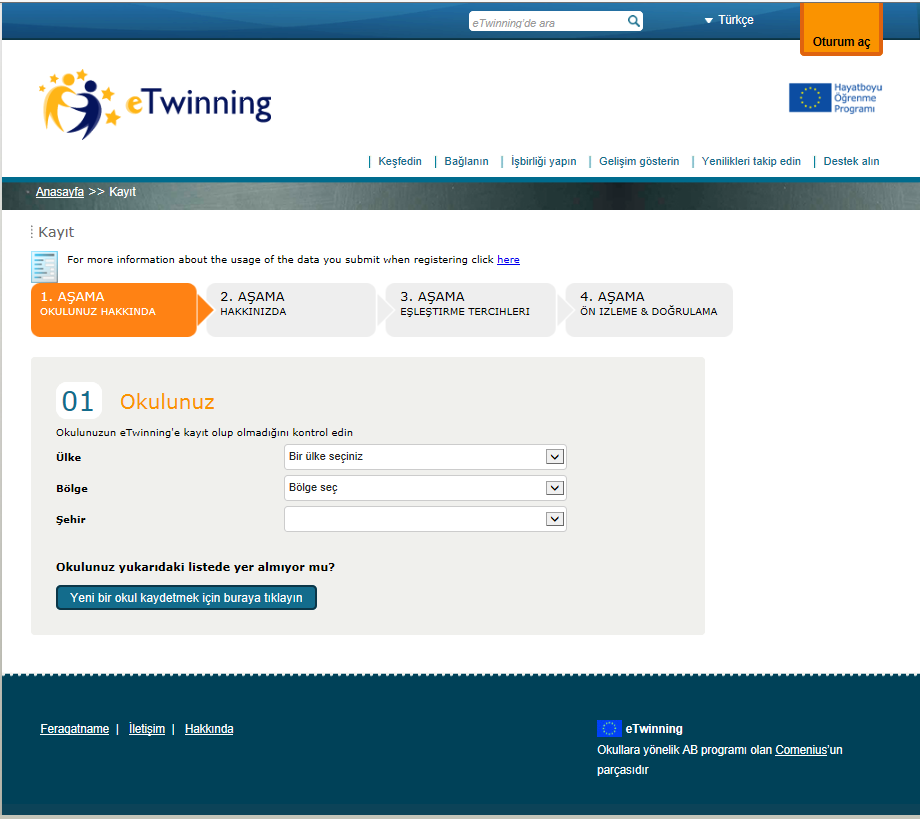 eTwinning'de ara
Türkçe
Oturum aç
eTwinning
Hayatboyu
Öğrenme
Programı
| Keşfedin | Bağlanın | İşbirliği yapın | Gelişim gösterin | Yenilikleri takip edin | Destek alın
Anasayfa >> Kayıt
Kayıt
For more information about the usage of the data you submit when registering click here
1. AŞAMA
OKULUNUZ HAKKINDA
2. AŞAMA
HAKKINIZDA
3. AŞAMA
EŞLEŞTIRME TERCIHLERI
4. AŞAMA
ÖN IZLEME & DOĞRULAMA
01 Okulunuz
Okulunuzun eTwinning'e kayıt olup olmadığını kontrol edin
Ülke Bir ülke seçiniz
Bölge Bölge seç
Şehir
Okulunuz yukarıdaki listede yer almıyor mu?
Yeni bir okul kaydetmek için buraya tıklayın
Feragatname | İletişim | Hakkında
eTwinning
Okullara yönelik AB programı olan Comenius'un
parçasıdır